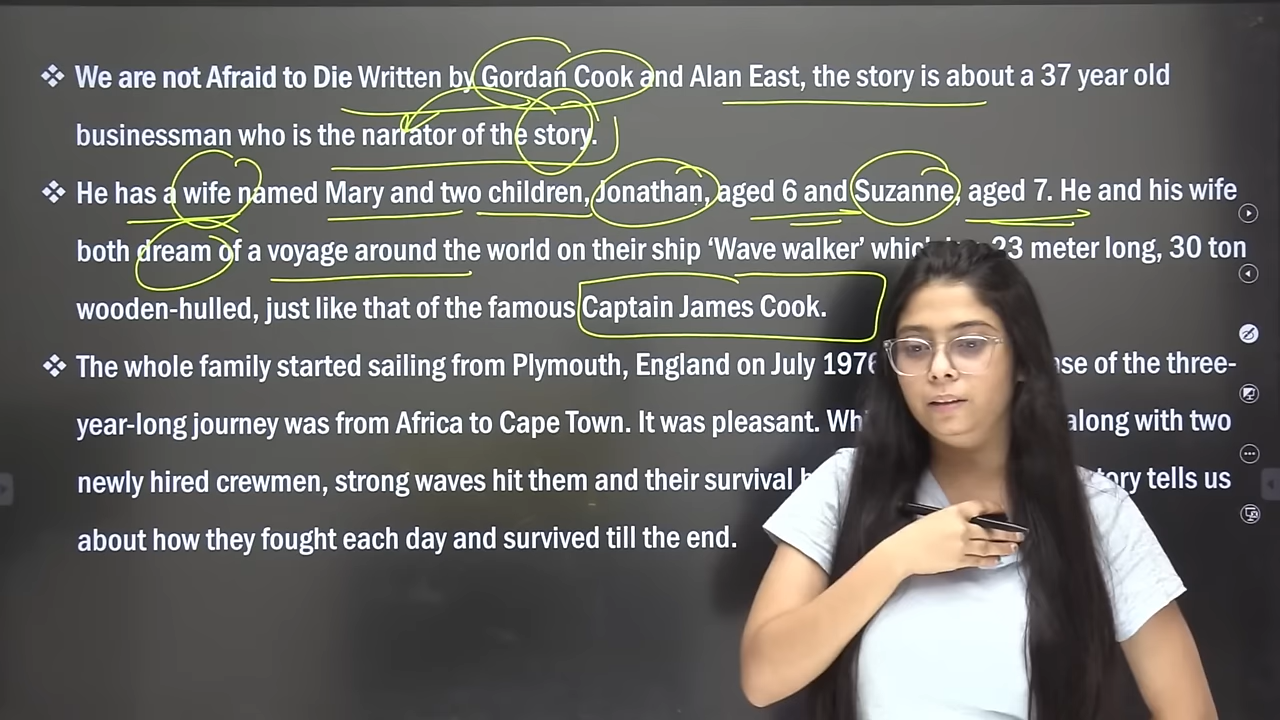 ❖ We are not Afraid to Die Written by Gordan Cook and Alan East, the story is about a 37 year old
businessman who is the narrator of the story.
❖ He has a wife named Mary and two children, Jonathan, aged 6 and Suzanne, aged 7. He and his wife
both dream of a voyage around the world on their ship ‘Wave walker’ 23 meter long, 30 ton
wooden-hulled, just like that of the famous Captain James Cook.
❖ The whole family started sailing from Plymouth, England on July 1976 of the three-
year-long journey was from Africa to Cape Town. It was pleasant. along with two
newly hired crewmen, strong waves hit them and their survival tells us
about how they fought each day and survived till the end.